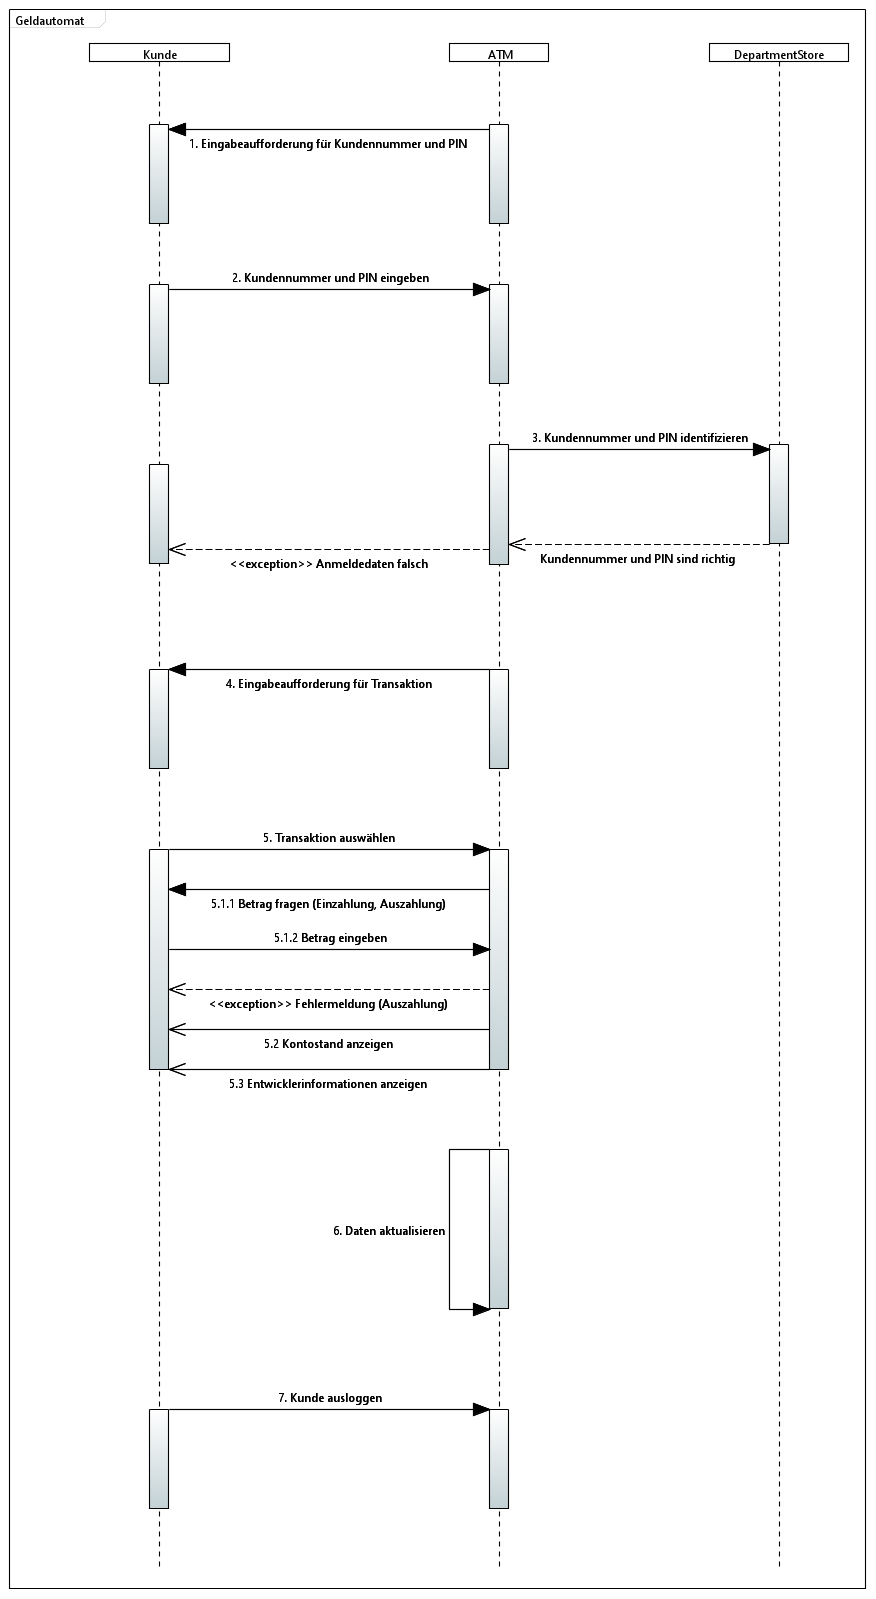 Geldautomat
Kunde
ATM
DepartmentStore
1. Eingabeaufforderung für Kundennummer und PIN
2. Kundennummer und PIN eingeben
3. Kundennummer und PIN identifizieren
Kundennummer und PIN sind richtig
<<exception>> Anmeldedaten falsch
4. Eingabeaufforderung für Transaktion
5. Transaktion auswählen
5.1.1 Betrag fragen (Einzahlung, Auszahlung)
5.1.2 Betrag eingeben
<<exception>> Fehlermeldung (Auszahlung)
5.2 Kontostand anzeigen
5.3 Entwicklerinformationen anzeigen
6. Daten aktualisieren
7. Kunde ausloggen